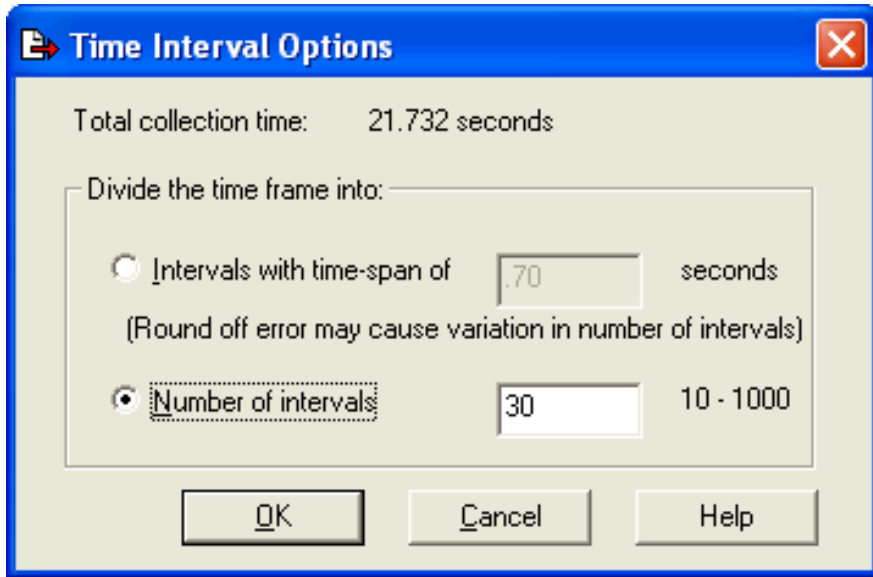 Time Interval Options
Total collection time: 21.732 seconds
Divide the time frame into:
Intervals with time-span of .70 seconds
(Round off error may cause variation in number of intervals)
Number of intervals 30 10 - 1000
OK Cancel Help